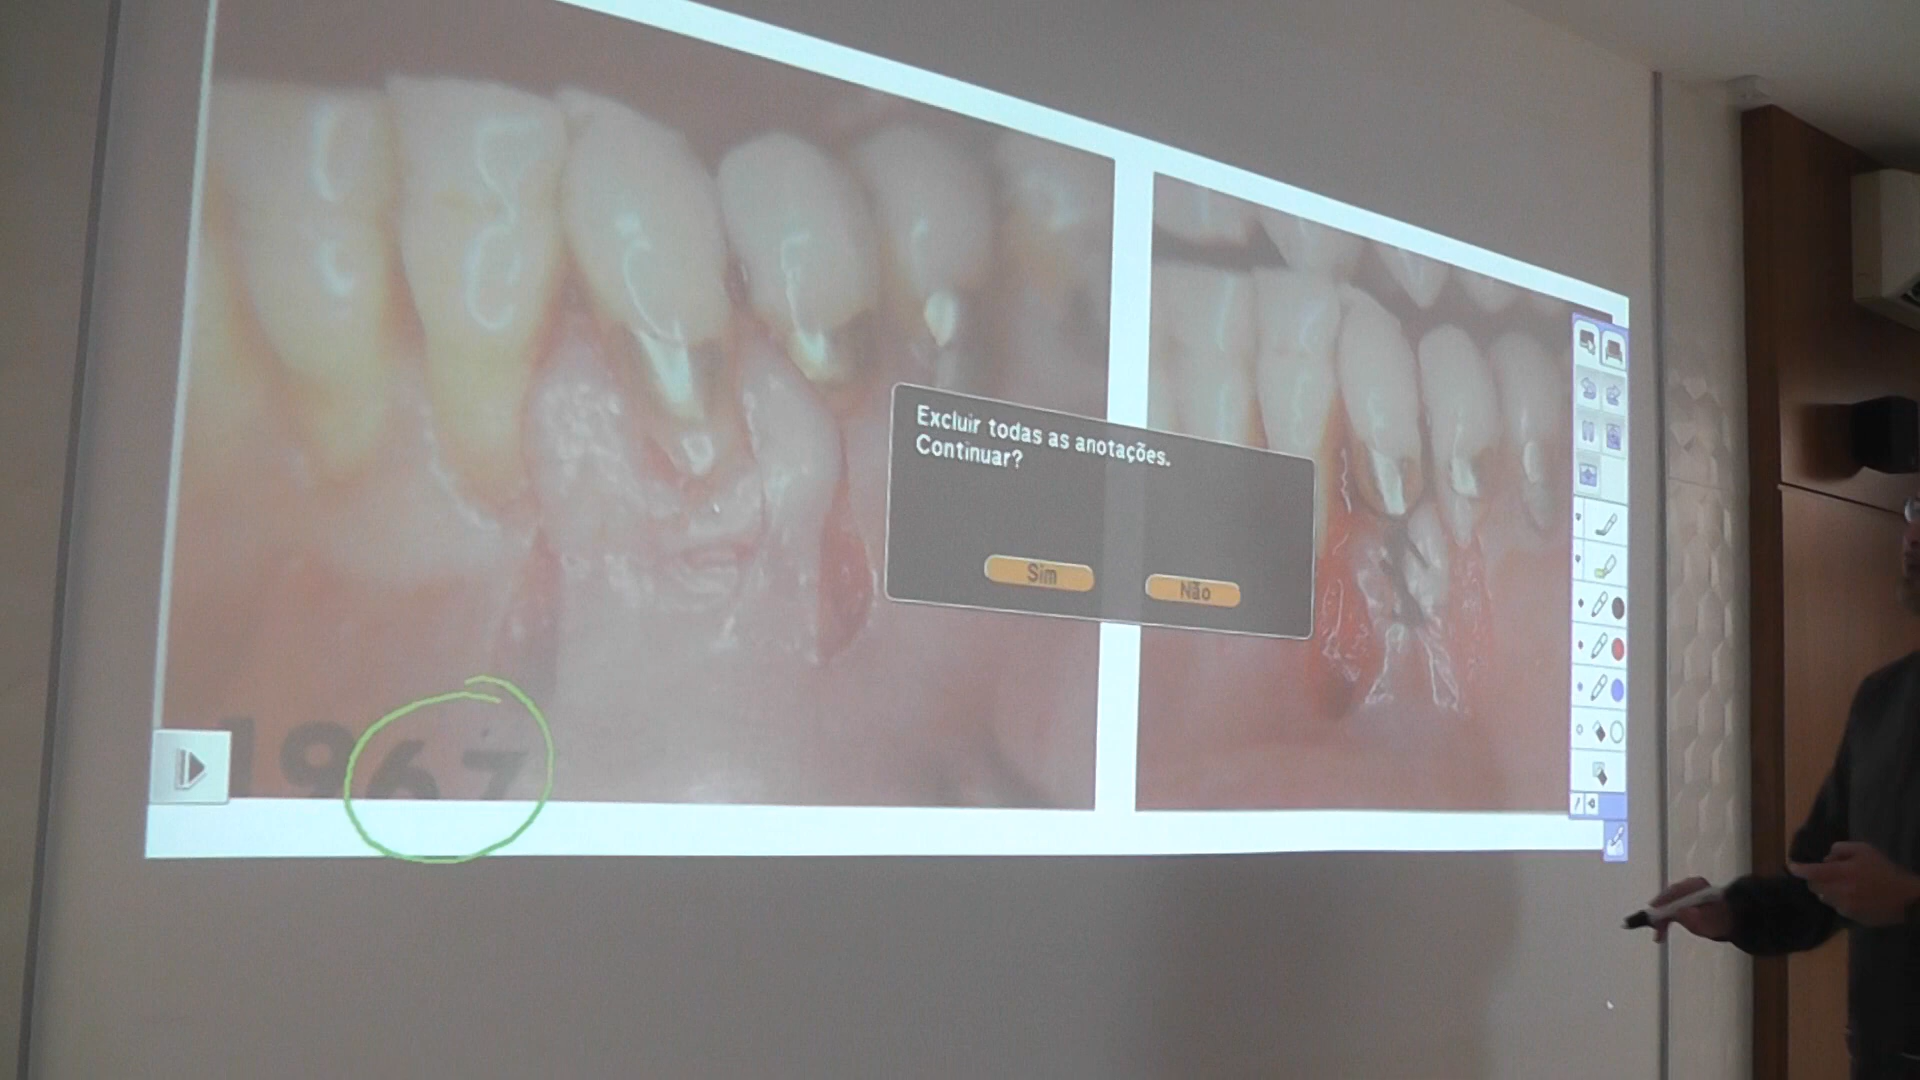 Excluir todas as anotações.
Continuar?
Sim
Não
1967